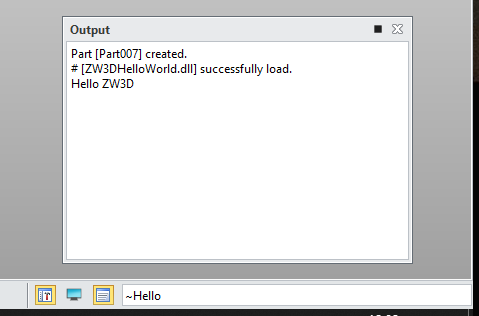 Output
Part [Part007] created.
# [ZW3DHelloWorld.dll] successfully load.
Hello ZW3D
~Hello